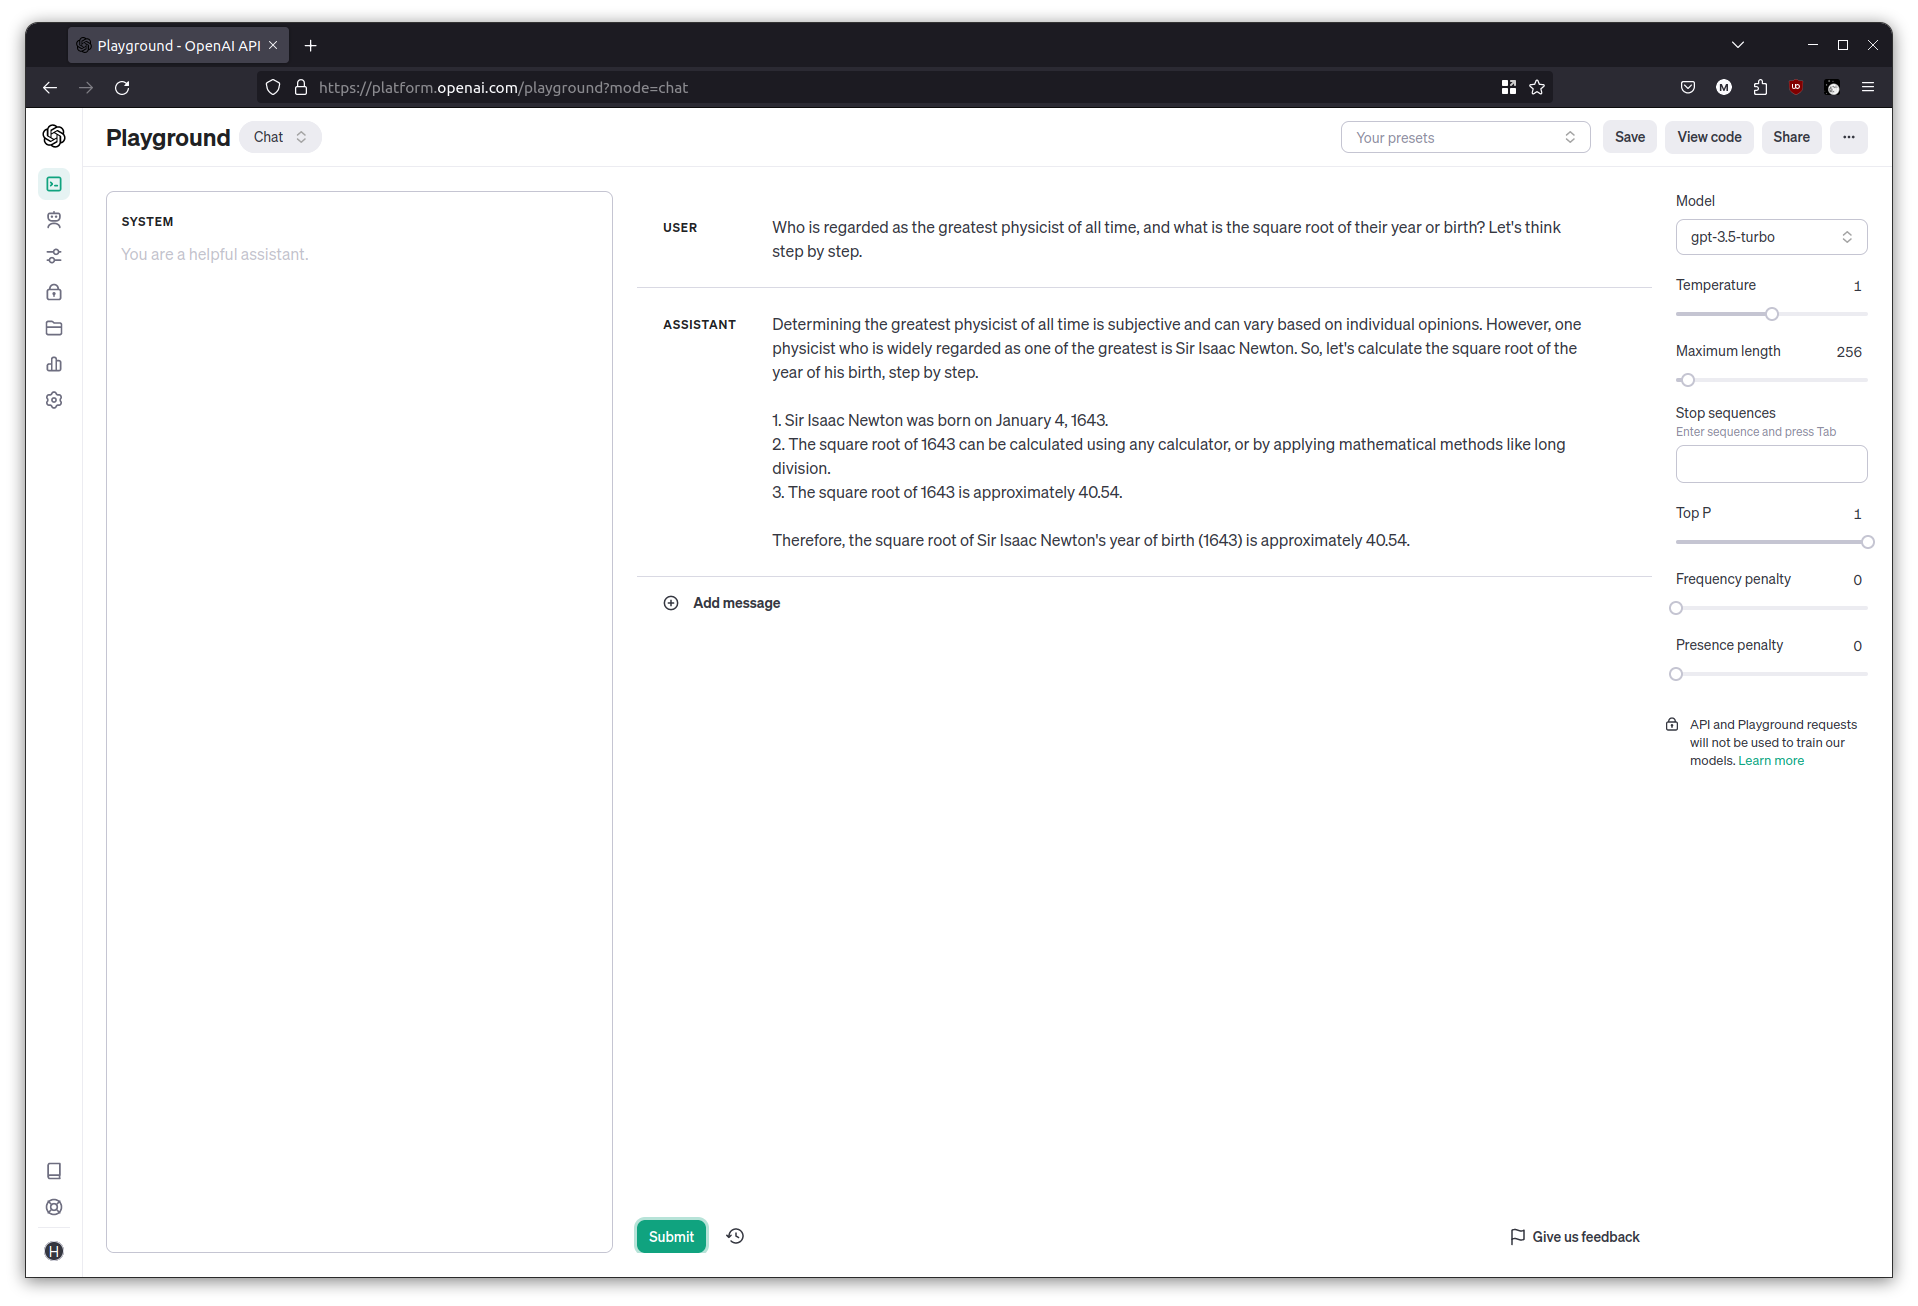 Playground - OpenAI API
https://platform.openai.com/playground?mode=chat
Playground
Chat
Your presets
Save
View code
Share
SYSTEM
You are a helpful assistant.
USER
Who is regarded as the greatest physicist of all time, and what is the square root of their year or birth? Let's think
step by step.
ASSISTANT
Determining the greatest physicist of all time is subjective and can vary based on individual opinions. However, one
physicist who is widely regarded as one of the greatest is Sir Isaac Newton. So, let's calculate the square root of the
year of his birth, step by step.
1. Sir Isaac Newton was born on January 4, 1643.
2. The square root of 1643 can be calculated using any calculator, or by applying mathematical methods like long
division.
3. The square root of 1643 is approximately 40.54.
Therefore, the square root of Sir Isaac Newton's year of birth (1643) is approximately 40.54.
Add message
Model
gpt-3.5-turbo
Temperature 1
Maximum length 256
Stop sequences
Enter sequence and press Tab
Top P 1
Frequency penalty 0
Presence penalty 0
API and Playground requests
will not be used to train our
models. Learn more
Submit
Give us feedback
H
M